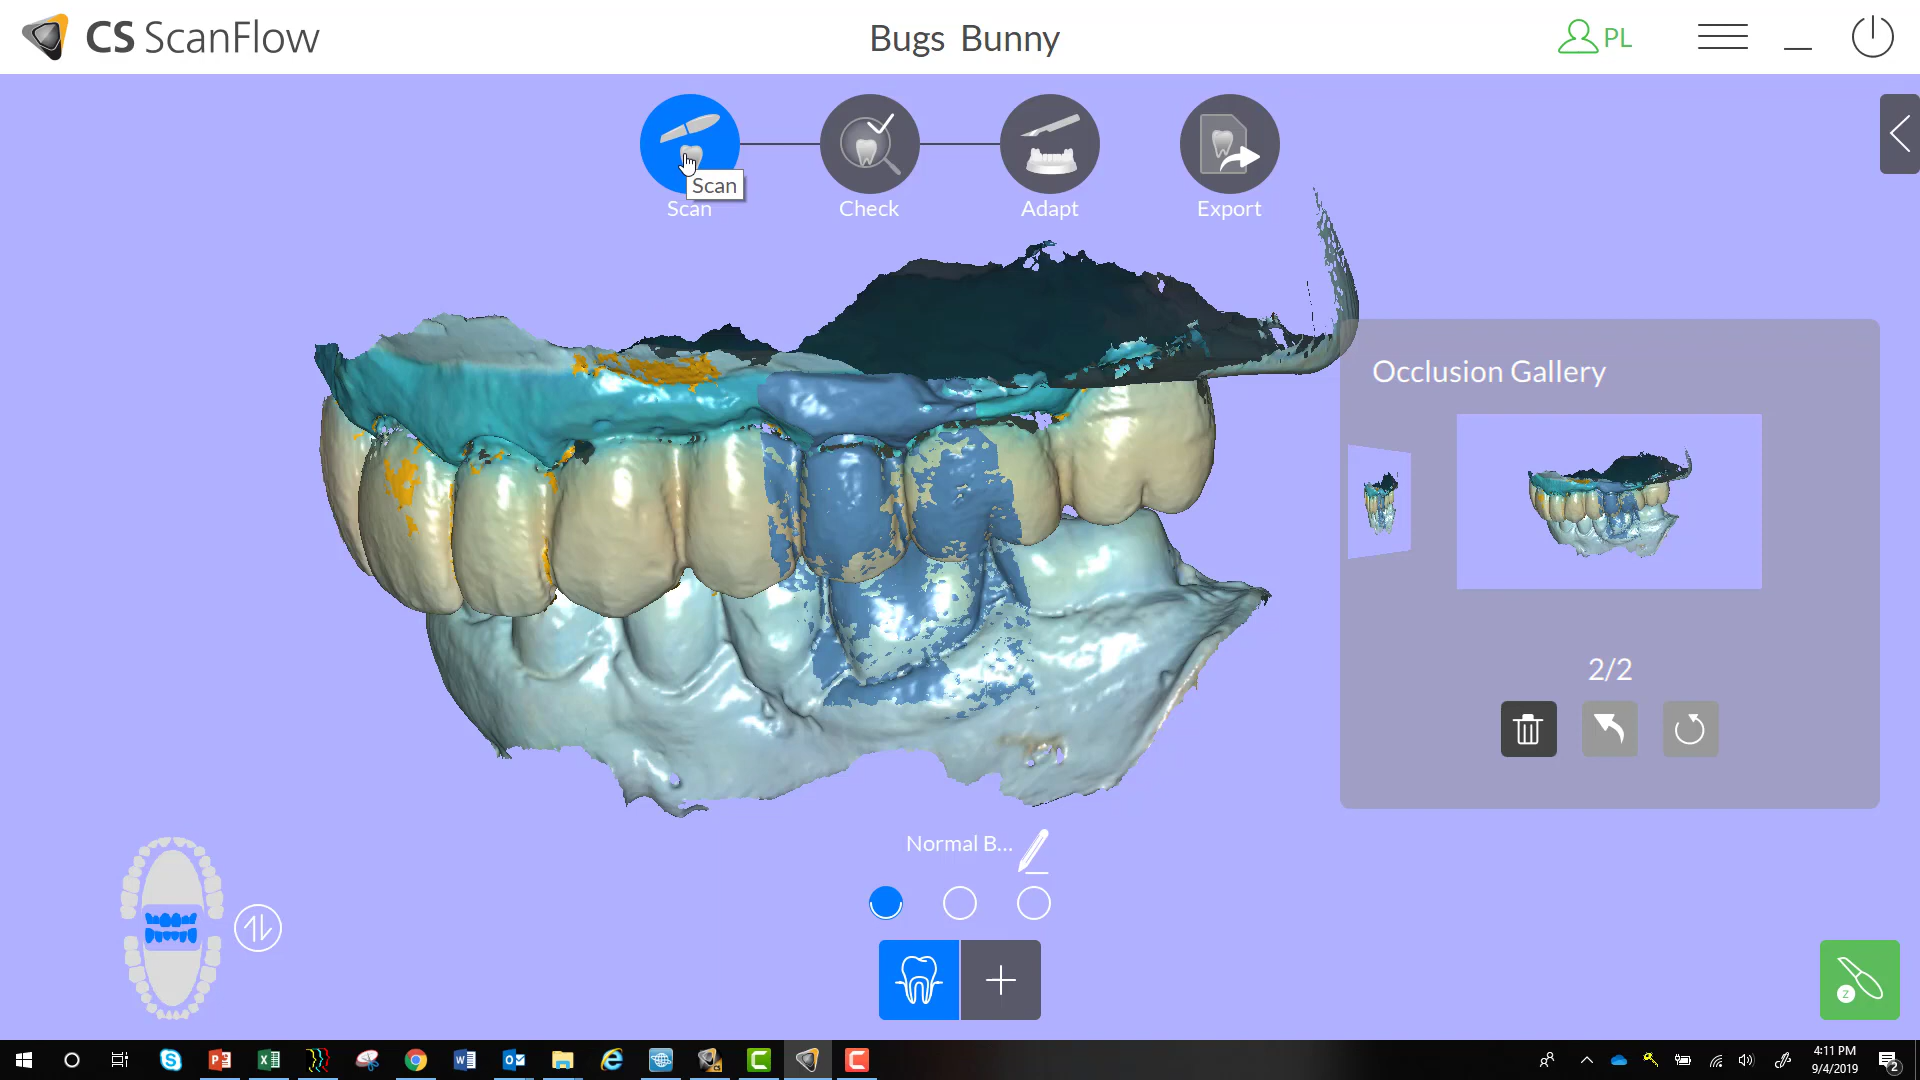 CS ScanFlow
Bugs Bunny
PL
Scan
Scan
Check
Adapt
Export
Occlusion Gallery
2/2
Normal B...
Z
4:11 PM
9/4/2019
2